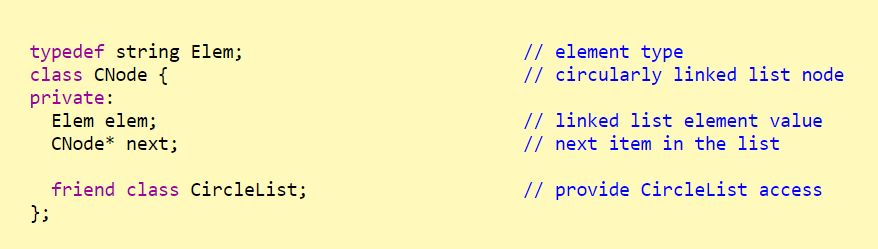 typedef string Elem; // element type
class CNode { // circularly linked list node
private:
Elem elem; // linked list element value
CNode* next; // next item in the list
friend class CircleList; // provide CircleList access
};